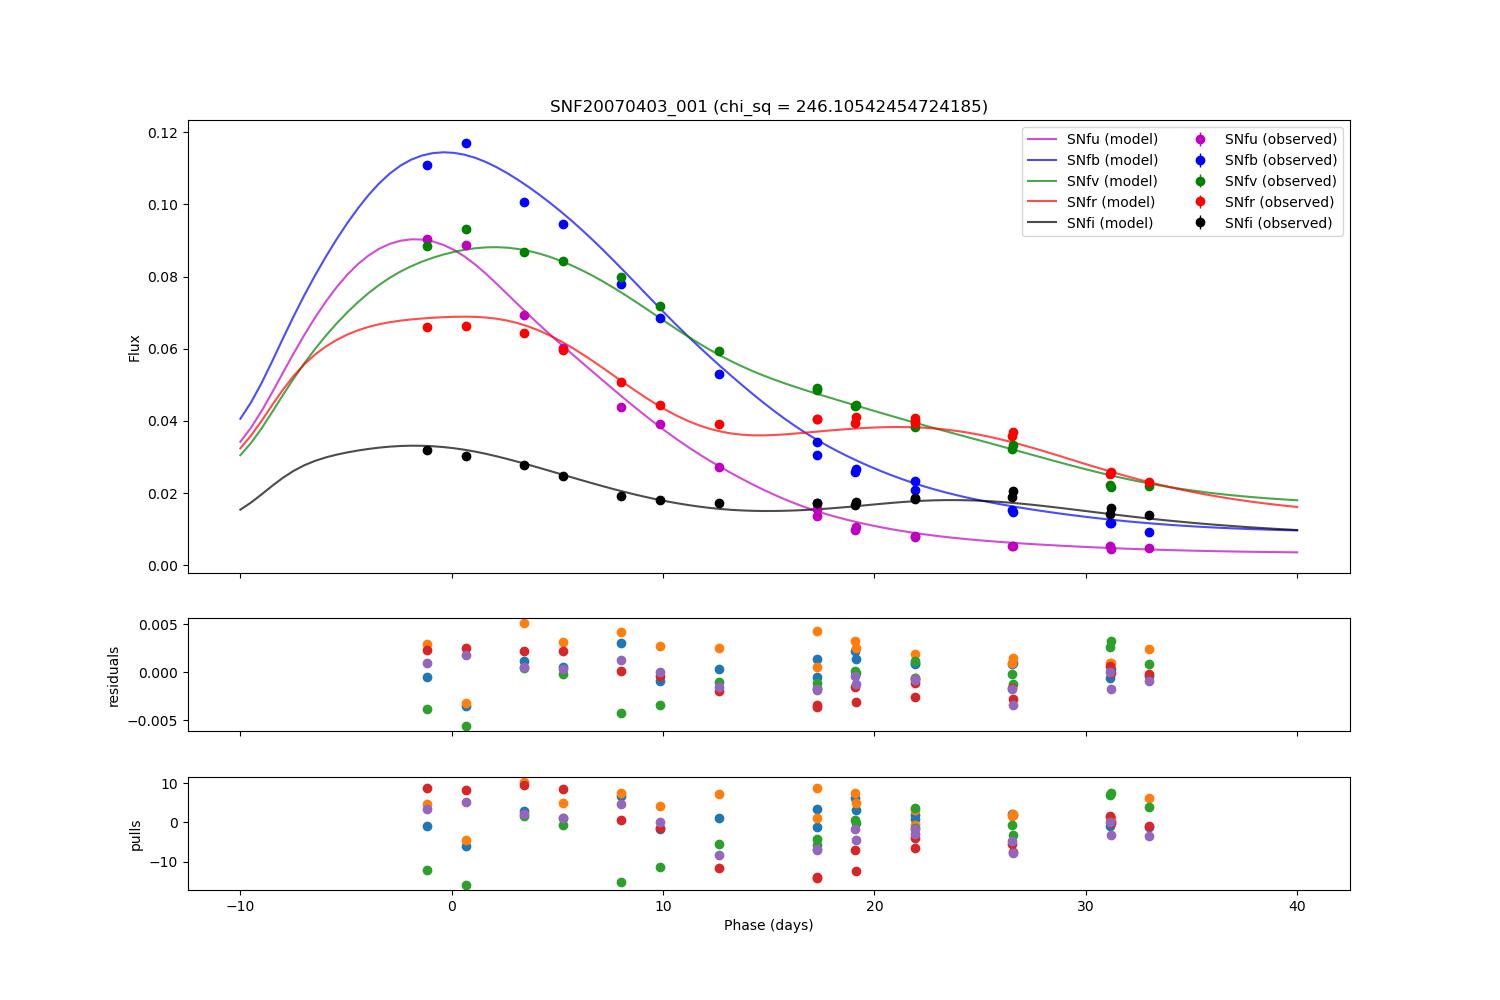 SNF20070403_001 (chi_sq = 246.10542454724185)
SNfu (model) SNfu (observed)
SNfb (model) SNfb (observed)
SNfv (model) SNfv (observed)
SNfr (model) SNfr (observed)
SNfi (model) SNfi (observed)
Flux
0.12
0.10
0.08
0.06
0.04
0.02
0.00
residuals
0.005
0.000
−0.005
pulls
10
0
−10
−10 0 10 20 30 40
Phase (days)